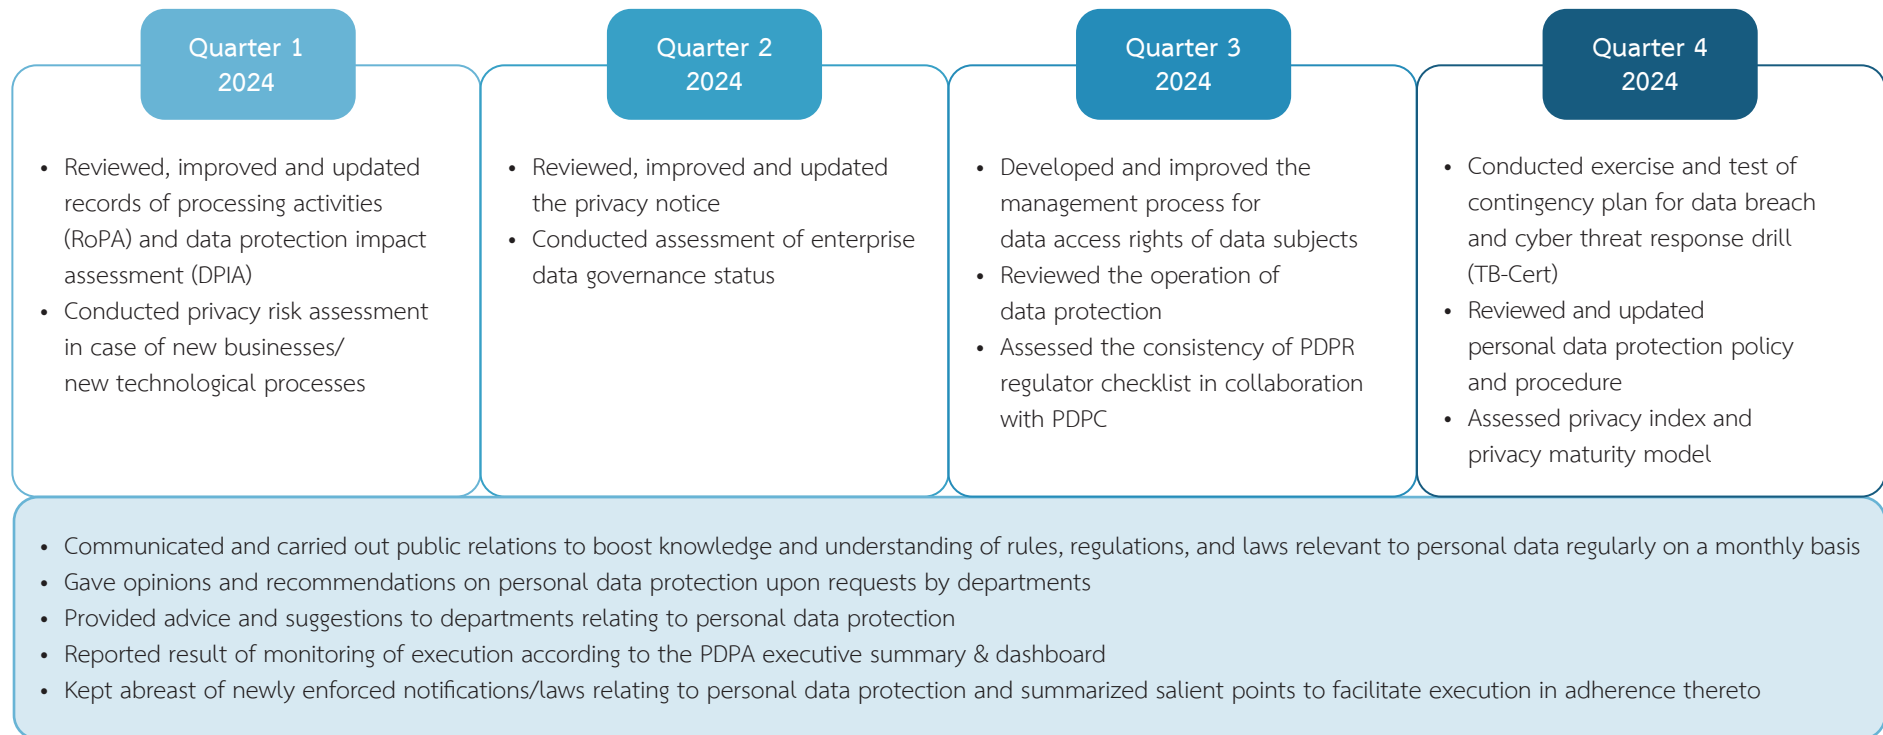 Quarter 1
2024
• Reviewed, improved and updated
records of processing activities
(RoPA) and data protection impact
assessment (DPIA)
• Conducted privacy risk assessment
in case of new businesses/
new technological processes
Quarter 2
2024
• Reviewed, improved and updated
the privacy notice
• Conducted assessment of enterprise
data governance status
Quarter 3
2024
• Developed and improved the
management process for
data access rights of data subjects
• Reviewed the operation of
data protection
• Assessed the consistency of PDPR
regulator checklist in collaboration
with PDPC
Quarter 4
2024
• Conducted exercise and test of
contingency plan for data breach
and cyber threat response drill
(TB-Cert)
• Reviewed and updated
personal data protection policy
and procedure
• Assessed privacy index and
privacy maturity model
• Communicated and carried out public relations to boost knowledge and understanding of rules, regulations, and laws relevant to personal data regularly on a monthly basis
• Gave opinions and recommendations on personal data protection upon requests by departments
• Provided advice and suggestions to departments relating to personal data protection
• Reported result of monitoring of execution according to the PDPA executive summary & dashboard
• Kept abreast of newly enforced notifications/laws relating to personal data protection and summarized salient points to facilitate execution in adherence thereto